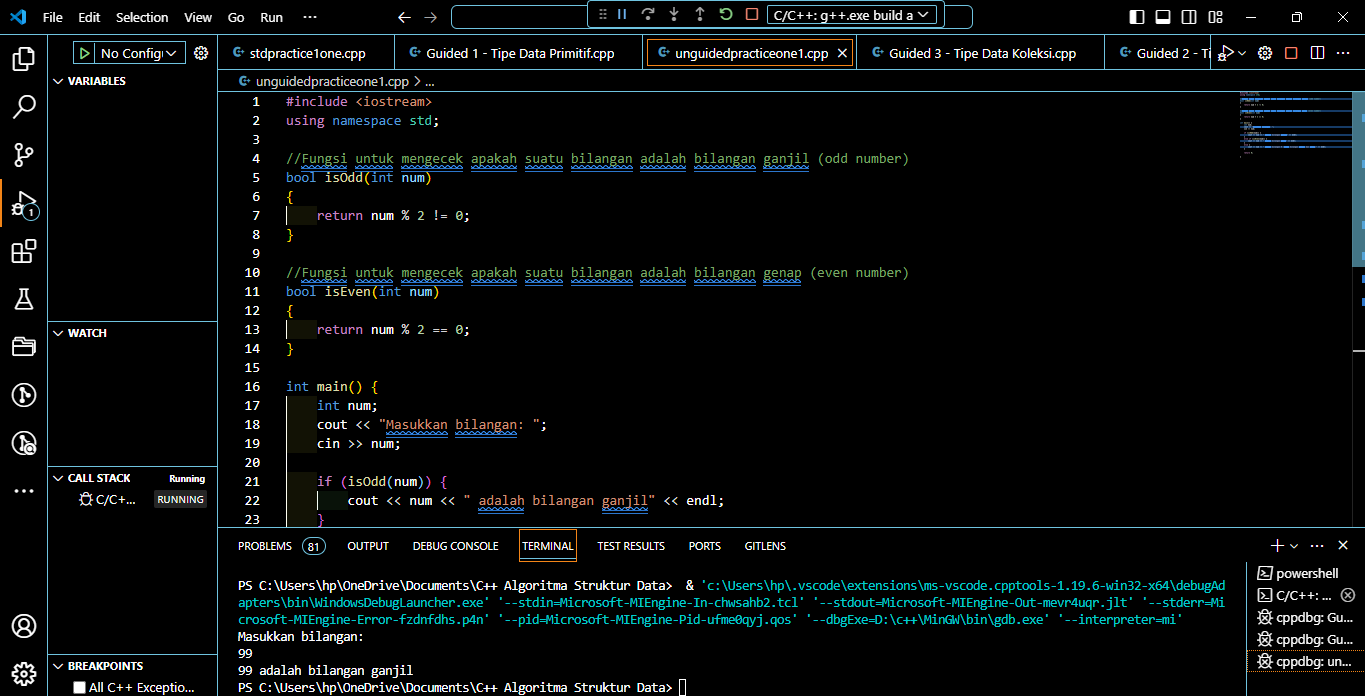 File Edit Selection View Go Run ···
C/C++: g++.exe build a
No Configu
stdpractice1one.cpp
Guided 1 - Tipe Data Primitif.cpp
unguidedpracticeone1.cpp
Guided 3 - Tipe Data Koleksi.cpp
Guided 2 - Ti
unguidedpracticeone1.cpp > ...
VARIABLES
WATCH
CALL STACK Running
C/C+... RUNNING
BREAKPOINTS
All C++ Exceptio...
1
1 #include <iostream>
2 using namespace std;
3
4 //Fungsi untuk mengecek apakah suatu bilangan adalah bilangan ganjil (odd number)
5 bool isOdd(int num)
6 {
7 return num % 2 != 0;
8 }
9
10 //Fungsi untuk mengecek apakah suatu bilangan adalah bilangan genap (even number)
11 bool isEven(int num)
12 {
13 return num % 2 == 0;
14 }
15
16 int main() {
17 int num;
18 cout << "Masukkan bilangan: ";
19 cin >> num;
20
21 if (isOdd(num)) {
22 cout << num << " adalah bilangan ganjil" << endl;
23 }
PROBLEMS 81 OUTPUT DEBUG CONSOLE TERMINAL TEST RESULTS PORTS GITLENS
PS C:\Users\hp\OneDrive\Documents\C++ Algoritma Struktur Data> & 'c:\Users\hp\.vscode\extensions\ms-vscode.cpptools-1.19.6-win32-x64\debugAd
apters\bin\WindowsDebugLauncher.exe' '--stdin=Microsoft-MIEngine-In-chwsahb2.tcl' '--stdout=Microsoft-MIEngine-Out-mevr4uqr.jlt' '--stderr=Mi
crosoft-MIEngine-Error-fzdnfdhs.p4n' '--pid=Microsoft-MIEngine-Pid-ufme0qyj.qos' '--dbgExe=D:\c++\MinGW\bin\gdb.exe' '--interpreter=mi'
Masukkan bilangan:
99
99 adalah bilangan ganjil
PS C:\Users\hp\OneDrive\Documents\C++ Algoritma Struktur Data>
powershell
C/C++: ...
cppdbg: Gu...
cppdbg: Gu...
cppdbg: un...